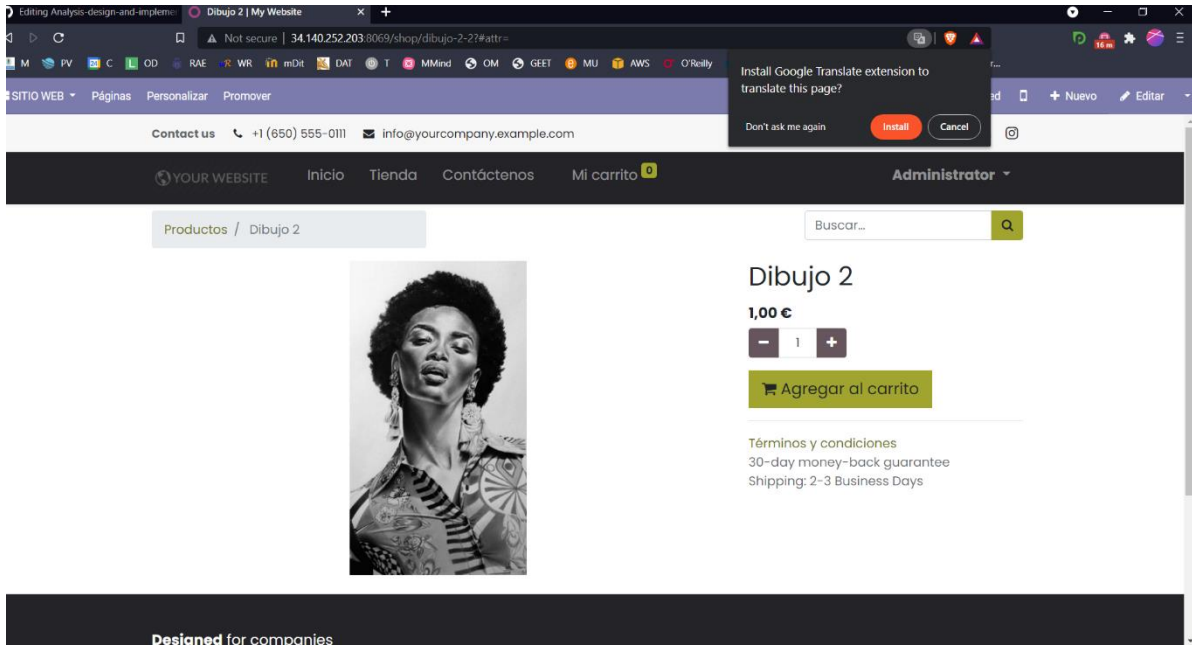 Editing Analysis-design-and-impleme
Dibujo 2 | My Website
Not secure | 34.140.252.203:8069/shop/dibujo-2-2?#attr=
16 m
M PV C OD RAE WR mDit DAT T MMind OM GEET MU AWS O'Reilly
Install Google Translate extension to
translate this page?
Don't ask me again
Install
Cancel
SITIO WEB Páginas Personalizar Promover
ed
+ Nuevo
Editar
Contact us +1 (650) 555-0111 info@yourcompany.example.com
YOUR WEBSITE Inicio Tienda Contáctenos Mi carrito 0 Administrator
Productos / Dibujo 2
Buscar...
Dibujo 2
1,00 €
- 1 +
Agregar al carrito
Términos y condiciones
30-day money-back guarantee
Shipping: 2-3 Business Days
Designed for companies